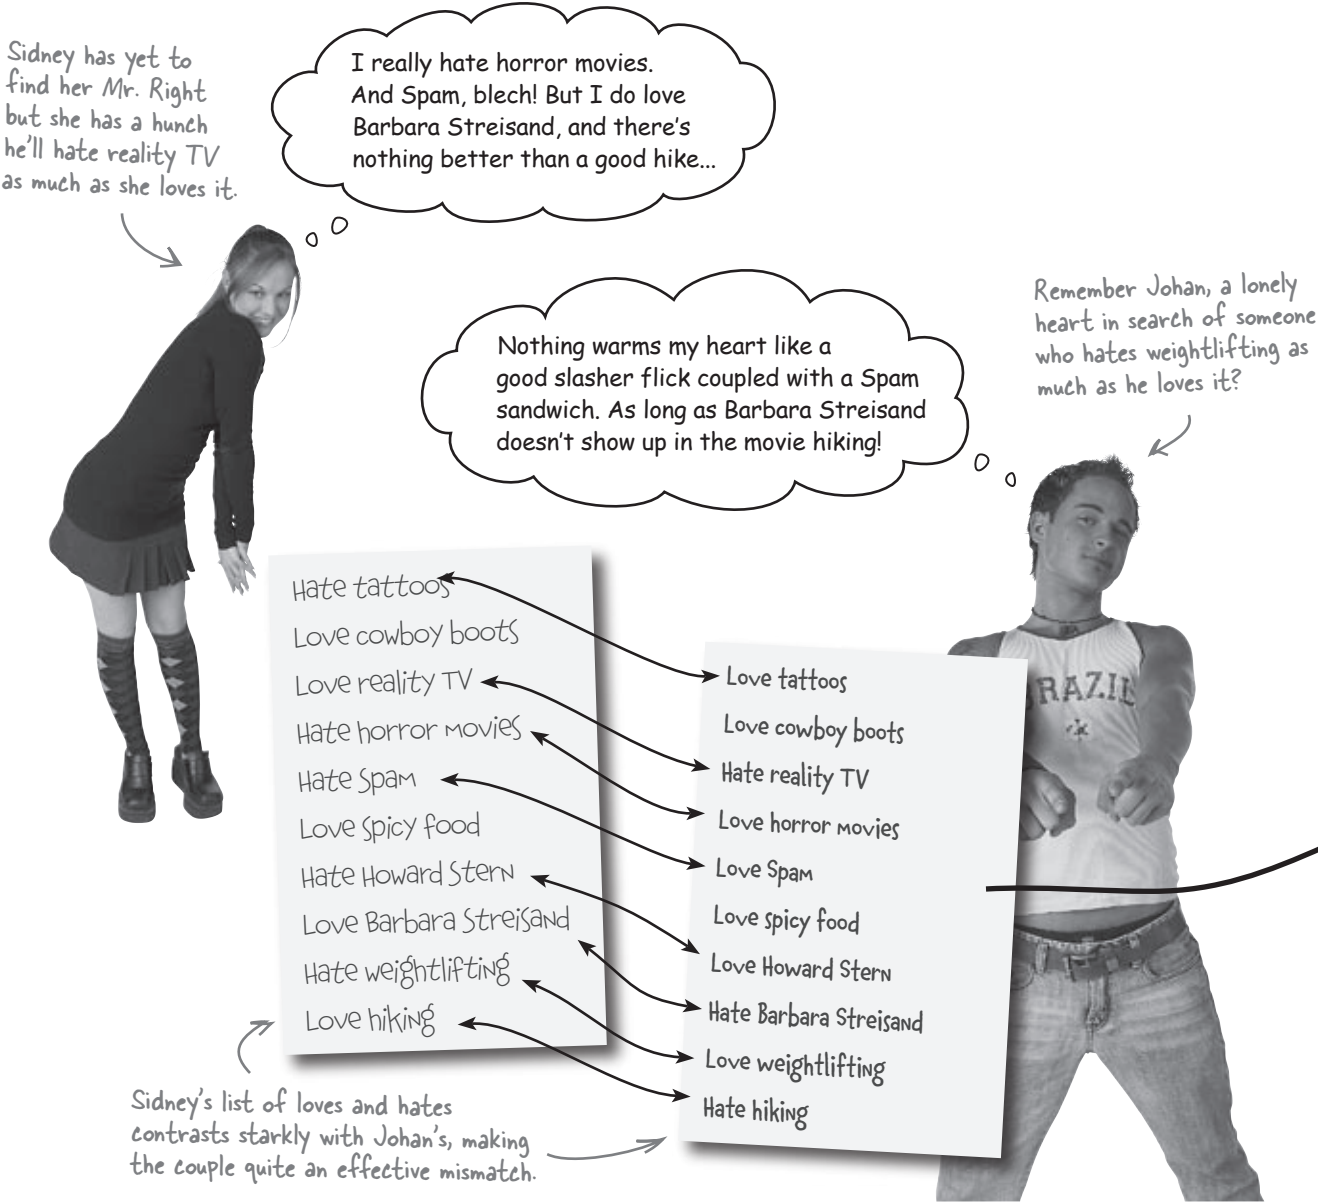 Sidney has yet to
find her Mr. Right
but she has a hunch
he'll hate reality TV
as much as she loves it.
I really hate horror movies.
And Spam, blech! But I do love
Barbara Streisand, and there's
nothing better than a good hike...
Nothing warms my heart like a
good slasher flick coupled with a Spam
sandwich. As long as Barbara Streisand
doesn't show up in the movie hiking!
Remember Johan, a lonely
heart in search of someone
who hates weightlifting as
much as he loves it?
Hate tattoos
Love cowboy boots
Love reality TV
Hate horror movies
Hate Spam
Love spicy food
Hate Howard Stern
Love Barbara Streisand
Hate weightlifting
Love hiking
Love tattoos
Love cowboy boots
Hate reality TV
Love horror movies
Love Spam
Love spicy food
Love Howard Stern
Hate Barbara Streisand
Love weightlifting
Hate hiking
Sidney's list of loves and hates
contrasts starkly with Johan's, making
the couple quite an effective mismatch.